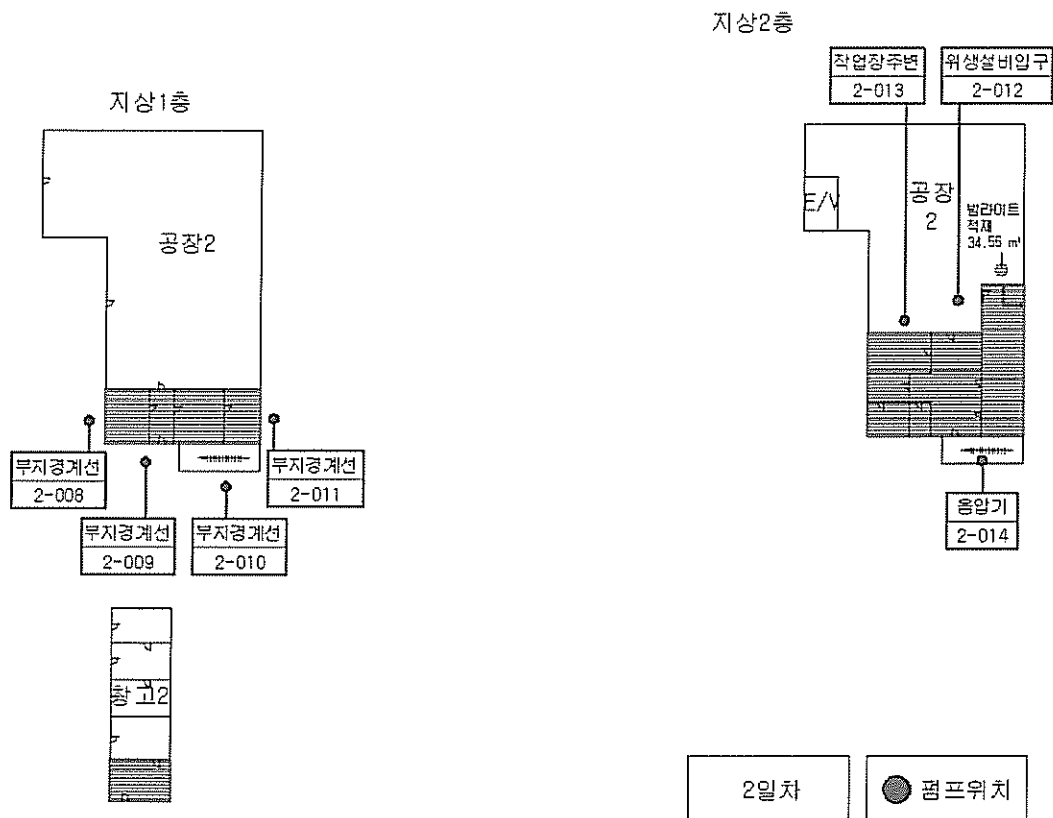 지상1층
공장2
부지경계선
2-008
부지경계선
2-009
부지경계선
2-010
부지경계선
2-011
창고2
지상2층
작업장주변
2-013
위생설비입구
2-012
E/V
공장
2
밤라이트
적재
34.55 ㎡
음압기
2-014
2일차
펌프위치